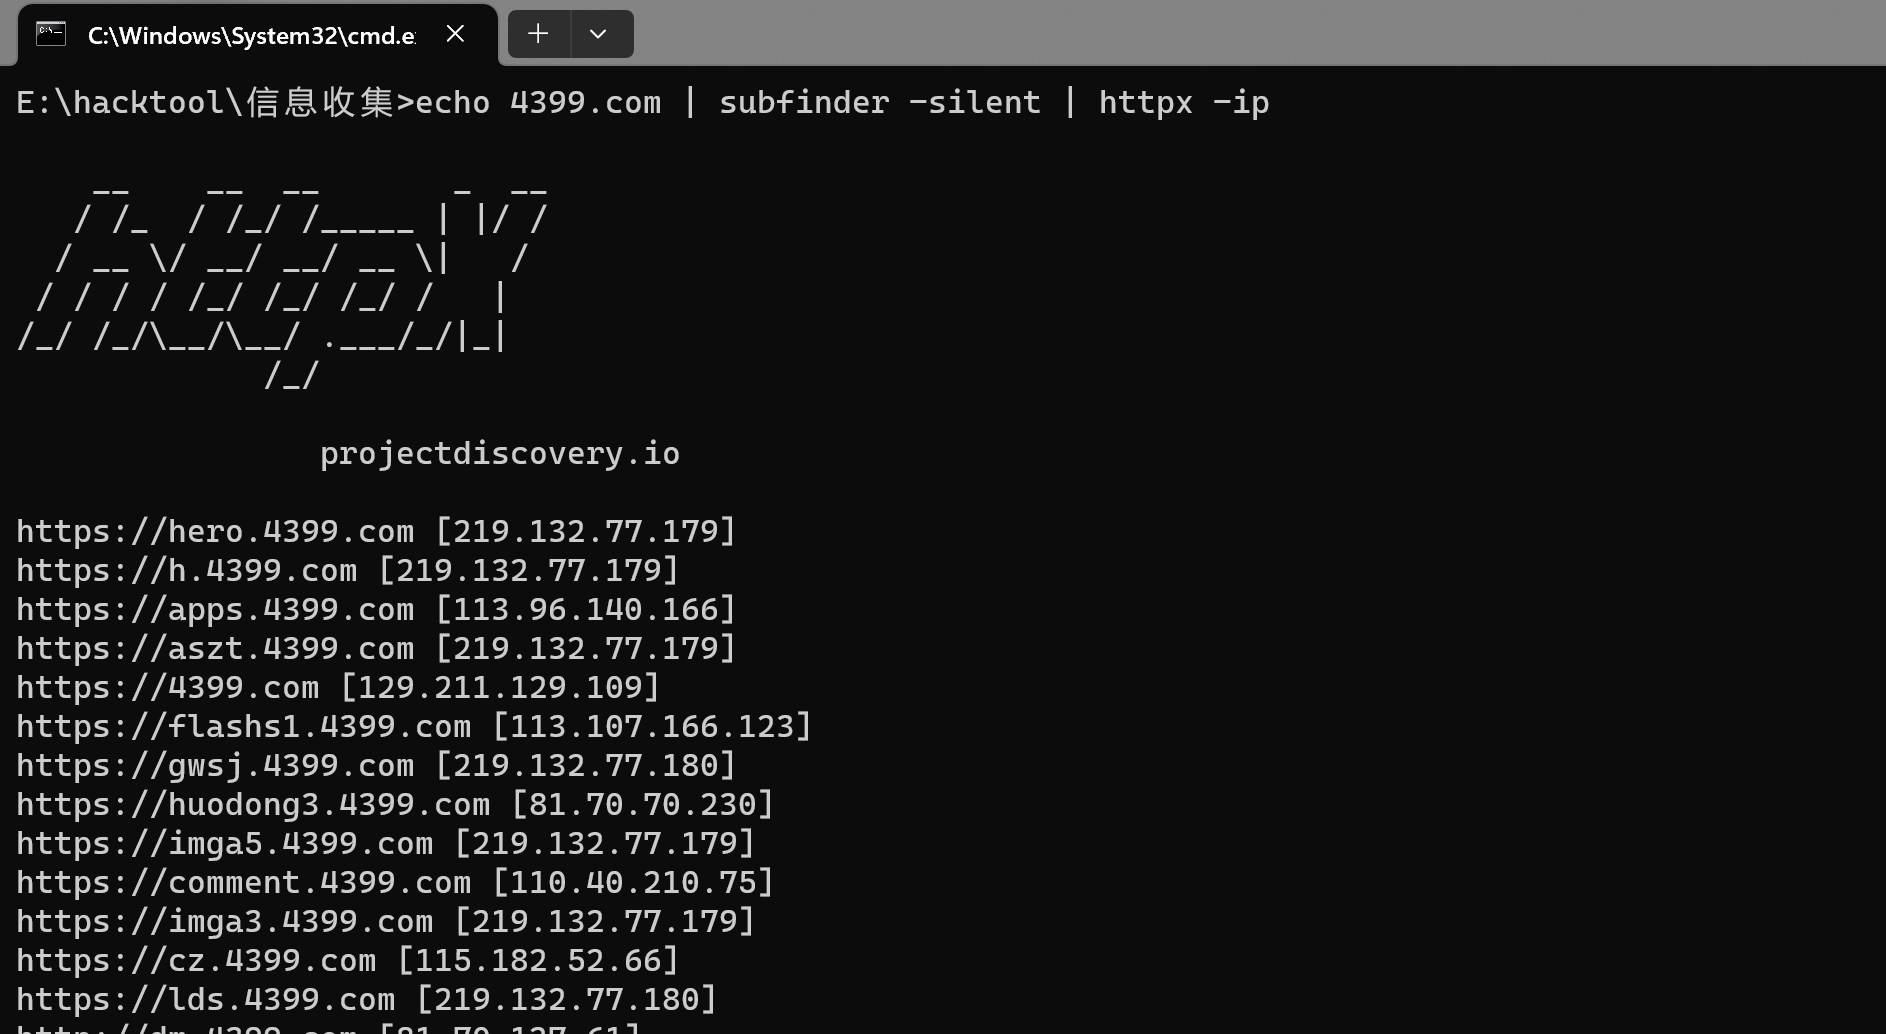 C:\Windows\System32\cmd.e
E:\hacktool\信息收集>echo 4399.com | subfinder -silent | httpx -ip
    __    __  __       _  __
   / /_  / /_/ /_____ | |/ /
  / __ \/ __/ __/ __ \|   /
 / / / / /_/ /_/ /_/ /   |
/_/ /_/\__/\__/ .___/_/|_|
             /_/
projectdiscovery.io
https://hero.4399.com [219.132.77.179]
https://h.4399.com [219.132.77.179]
https://apps.4399.com [113.96.140.166]
https://aszt.4399.com [219.132.77.179]
https://4399.com [129.211.129.109]
https://flashs1.4399.com [113.107.166.123]
https://gwsj.4399.com [219.132.77.180]
https://huodong3.4399.com [81.70.70.230]
https://imga5.4399.com [219.132.77.179]
https://comment.4399.com [110.40.210.75]
https://imga3.4399.com [219.132.77.179]
https://cz.4399.com [115.182.52.66]
https://lds.4399.com [219.132.77.180]